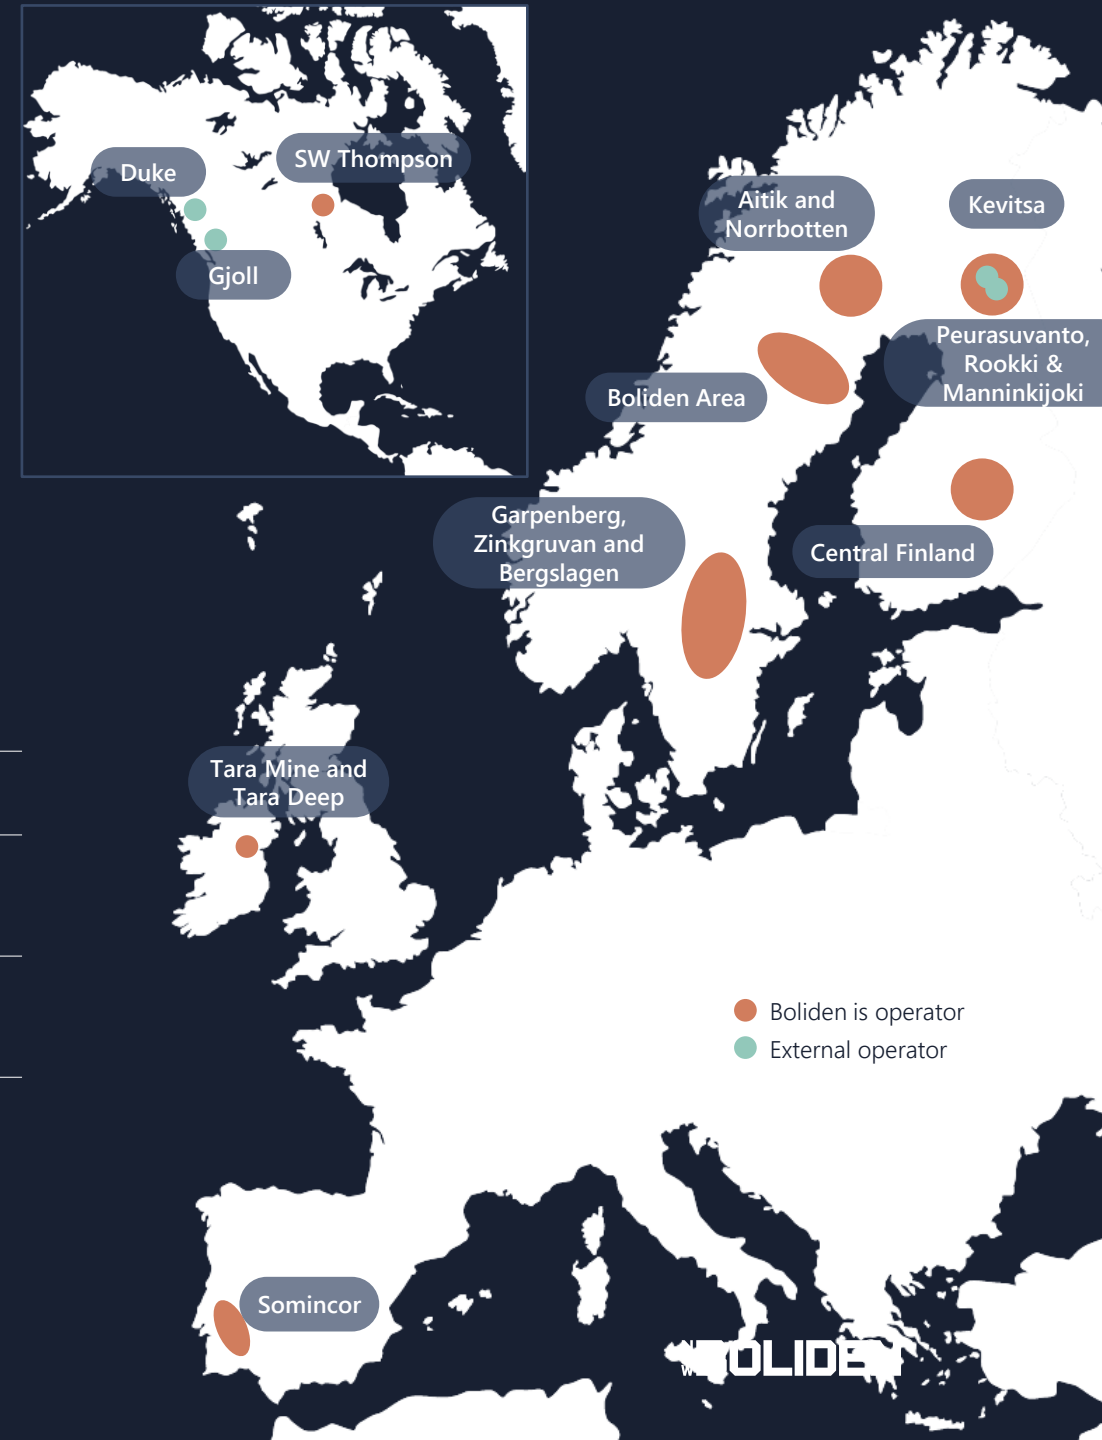 Duke
SW Thompson
Gjoll
Aitik and
Norrbotten
Kevitsa
Peurasuvanto,
Rookki &
Manninkijoki
Boliden Area
Garpenberg,
Zinkgruvan and
Bergslagen
Central Finland
Tara Mine and
Tara Deep
Boliden is operator
External operator
Somincor
BOLIDEN